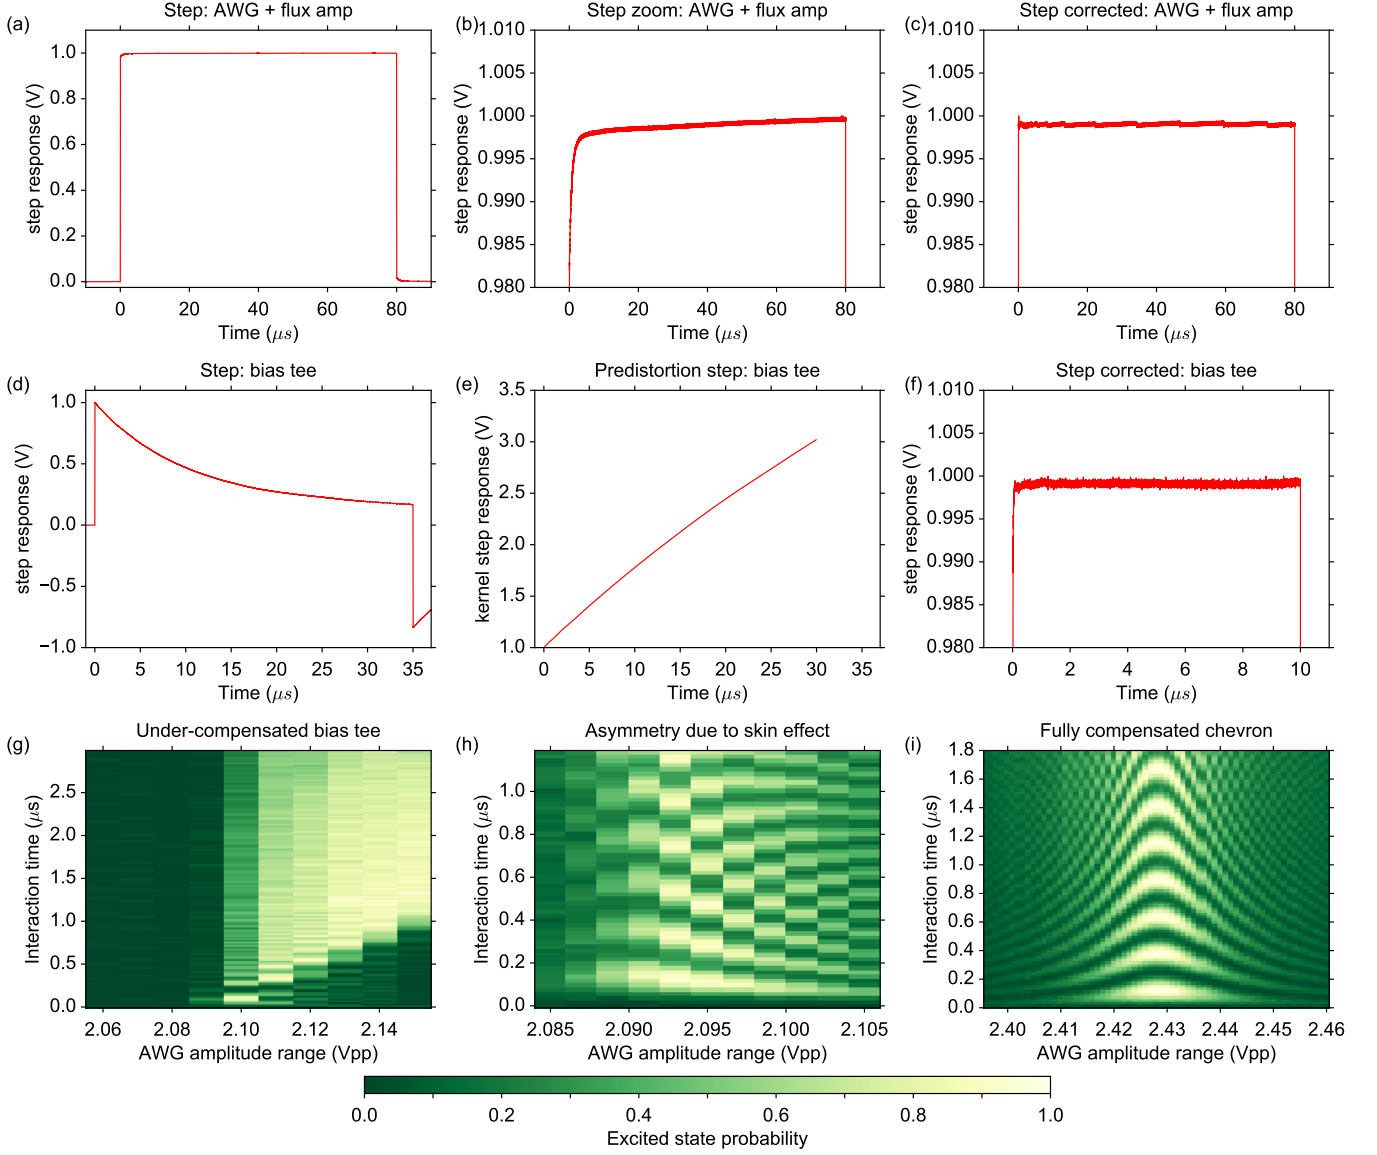 (a) Step: AWG + flux amp
step response (V)
1.0
0.8
0.6
0.4
0.2
0.0
0 20 40 60 80
Time (μs)
(b) Step zoom: AWG + flux amp
step response (V)
1.010
1.005
1.000
0.995
0.990
0.985
0.980
0 20 40 60 80
Time (μs)
(c) Step corrected: AWG + flux amp
step response (V)
1.010
1.005
1.000
0.995
0.990
0.985
0.980
0 20 40 60 80
Time (μs)
(d) Step: bias tee
step response (V)
1.0
0.5
0.0
−0.5
−1.0
0 5 10 15 20 25 30 35
Time (μs)
(e) Predistortion step: bias tee
kernel step response (V)
3.5
3.0
2.5
2.0
1.5
1.0
0 5 10 15 20 25 30 35
Time (μs)
(f) Step corrected: bias tee
step response (V)
1.010
1.005
1.000
0.995
0.990
0.985
0.980
0 2 4 6 8 10
Time (μs)
(g) Under-compensated bias tee
Interaction time (μs)
2.5
2.0
1.5
1.0
0.5
0.0
2.06 2.08 2.10 2.12 2.14
AWG amplitude range (Vpp)
(h) Asymmetry due to skin effect
Interaction time (μs)
1.0
0.8
0.6
0.4
0.2
0.0
2.085 2.090 2.095 2.100 2.105
AWG amplitude range (Vpp)
(i) Fully compensated chevron
Interaction time (μs)
1.8
1.6
1.4
1.2
1.0
0.8
0.6
0.4
0.2
0.0
2.40 2.41 2.42 2.43 2.44 2.45 2.46
AWG amplitude range (Vpp)
0.0 0.2 0.4 0.6 0.8 1.0
Excited state probability